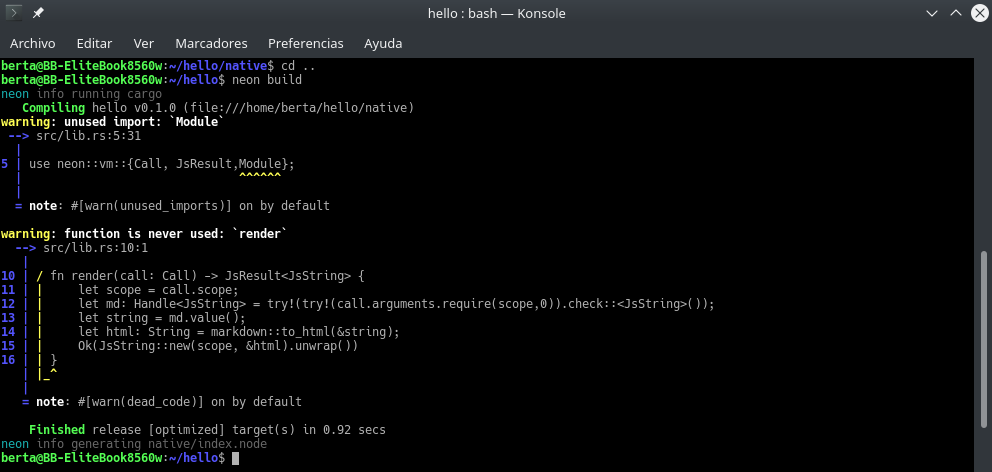 hello : bash — Konsole
Archivo Editar Ver Marcadores Preferencias Ayuda
berta@BB-EliteBook8560w:~/hello/native$ cd ..
berta@BB-EliteBook8560w:~/hello$ neon build
neon info running cargo
   Compiling hello v0.1.0 (file:///home/berta/hello/native)
warning: unused import: `Module`
 --> src/lib.rs:5:31
  |
5 | use neon::vm::{Call, JsResult,Module};
  |                               ^^^^^^
  |
  = note: #[warn(unused_imports)] on by default

warning: function is never used: `render`
  --> src/lib.rs:10:1
   |
10 | / fn render(call: Call) -> JsResult<JsString> {
11 | |     let scope = call.scope;
12 | |     let md: Handle<JsString> = try!(try!(call.arguments.require(scope,0)).check::<JsString>());
13 | |     let string = md.value();
14 | |     let html: String = markdown::to_html(&string);
15 | |     Ok(JsString::new(scope, &html).unwrap())
16 | | }
   | |_^
   |
   = note: #[warn(dead_code)] on by default

    Finished release [optimized] target(s) in 0.92 secs
neon info generating native/index.node
berta@BB-EliteBook8560w:~/hello$